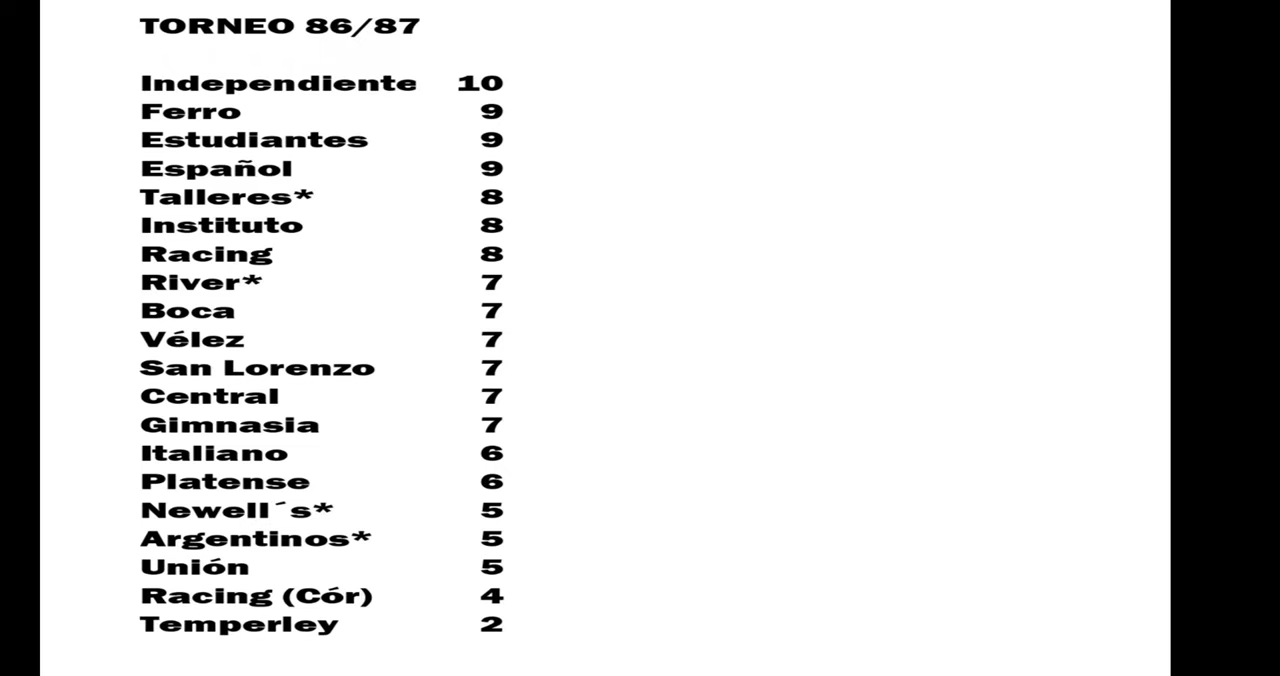 TORNEO 86/87
Independiente 10
Ferro 9
Estudiantes 9
Español 9
Talleres* 8
Instituto 8
Racing 8
River* 7
Boca 7
Vélez 7
San Lorenzo 7
Central 7
Gimnasia 7
Italiano 6
Platense 6
Newell´s* 5
Argentinos* 5
Unión 5
Racing (Cór) 4
Temperley 2